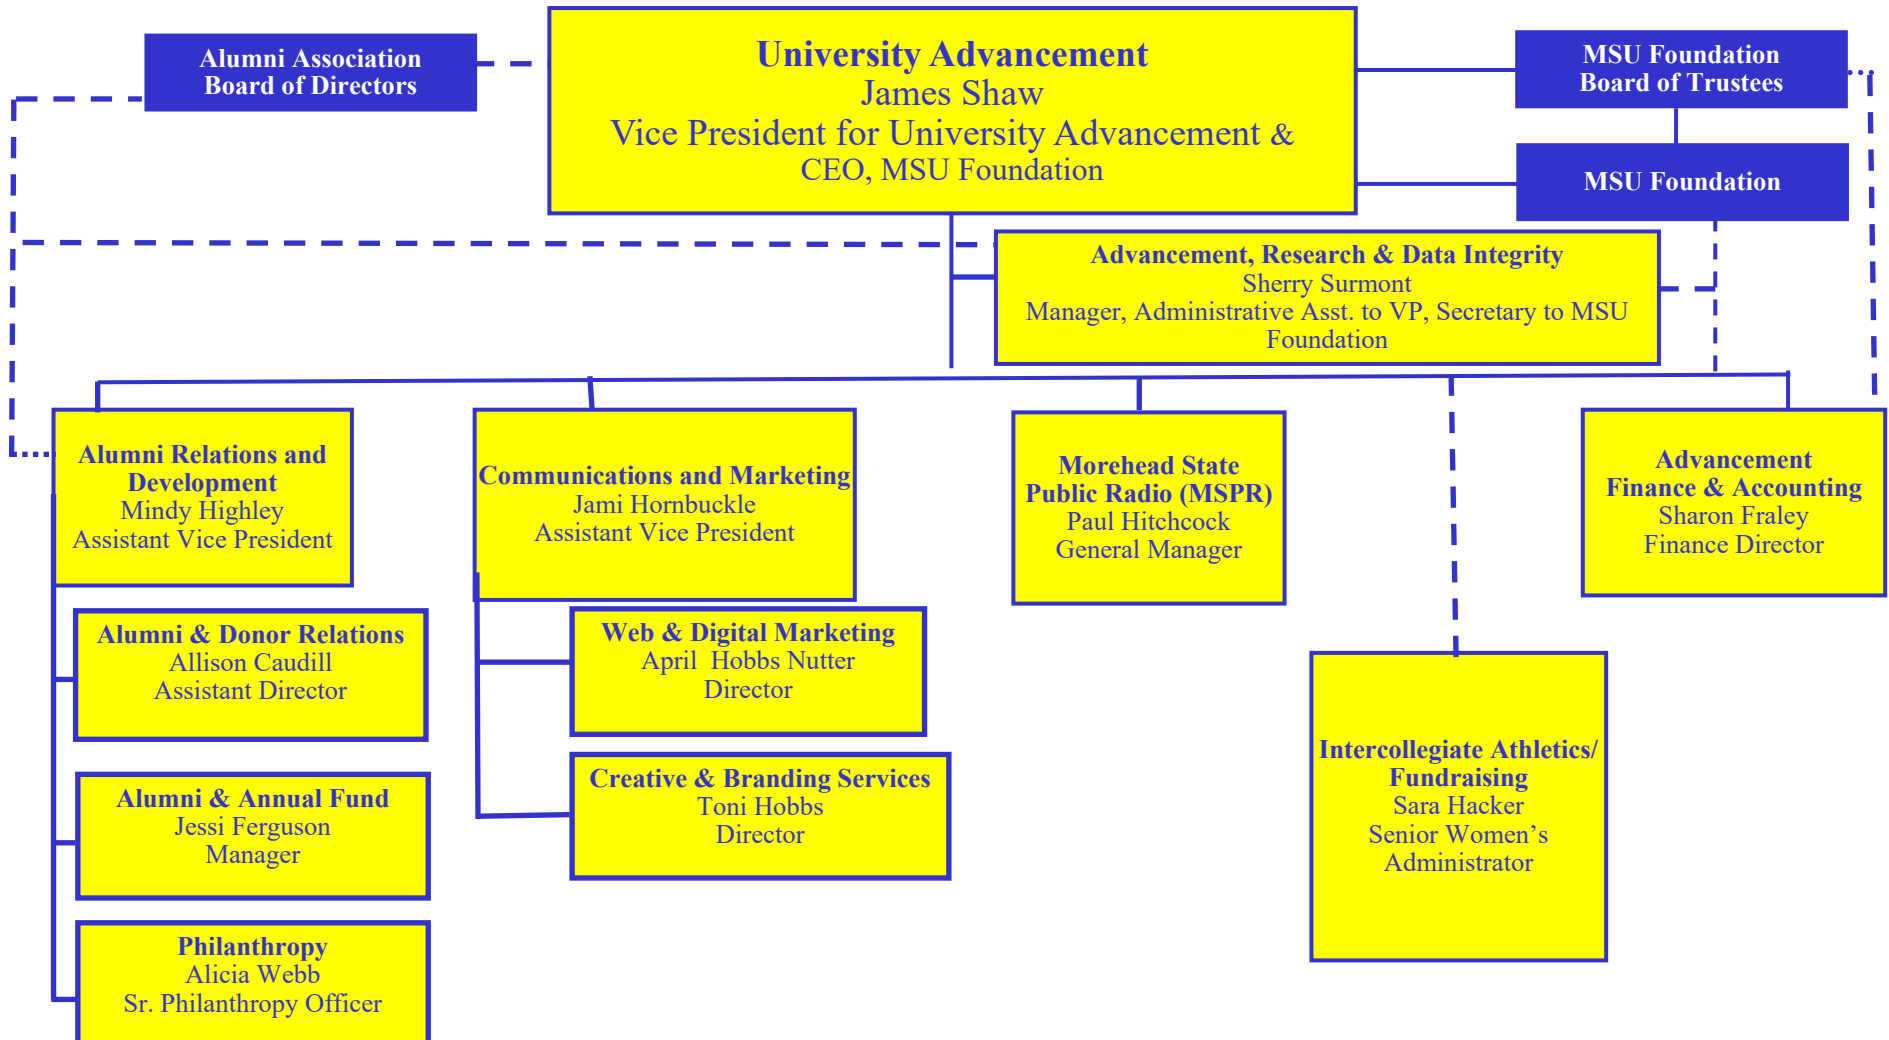 Alumni Association
Board of Directors
University Advancement
James Shaw
Vice President for University Advancement &
CEO, MSU Foundation
MSU Foundation
Board of Trustees
MSU Foundation
Advancement, Research & Data Integrity
Sherry Surmont
Manager, Administrative Asst. to VP, Secretary to MSU
Foundation
Alumni Relations and
Development
Mindy Highley
Assistant Vice President
Communications and Marketing
Jami Hornbuckle
Assistant Vice President
Morehead State
Public Radio (MSPR)
Paul Hitchcock
General Manager
Advancement
Finance & Accounting
Sharon Fraley
Finance Director
Alumni & Donor Relations
Allison Caudill
Assistant Director
Web & Digital Marketing
April Hobbs Nutter
Director
Intercollegiate Athletics/
Fundraising
Sara Hacker
Senior Women’s
Administrator
Alumni & Annual Fund
Jessi Ferguson
Manager
Creative & Branding Services
Toni Hobbs
Director
Philanthropy
Alicia Webb
Sr. Philanthropy Officer